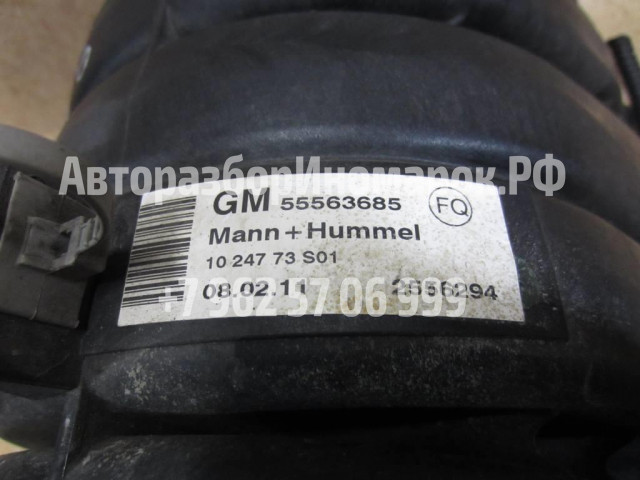 АвторазборИномарок.РФ
GM 55563685 FQ
Mann+Hummel
10 247 73 S01
08.02.11 2656294
+7 962 57 06 999